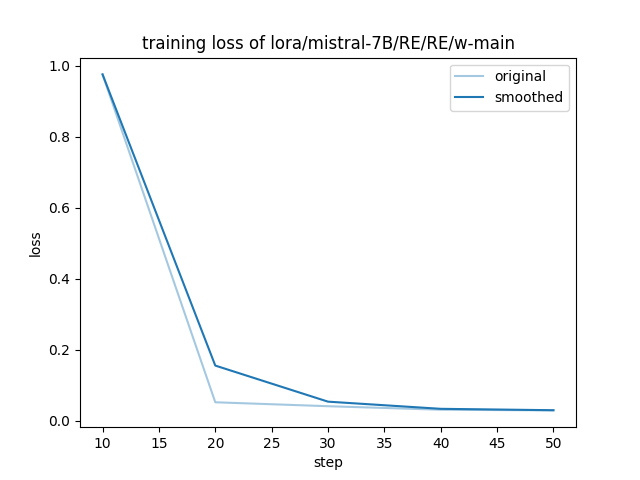 training loss of lora/mistral-7B/RE/RE/w-main
original
smoothed
1.0
0.8
0.6
0.4
0.2
0.0
loss
10 15 20 25 30 35 40 45 50
step